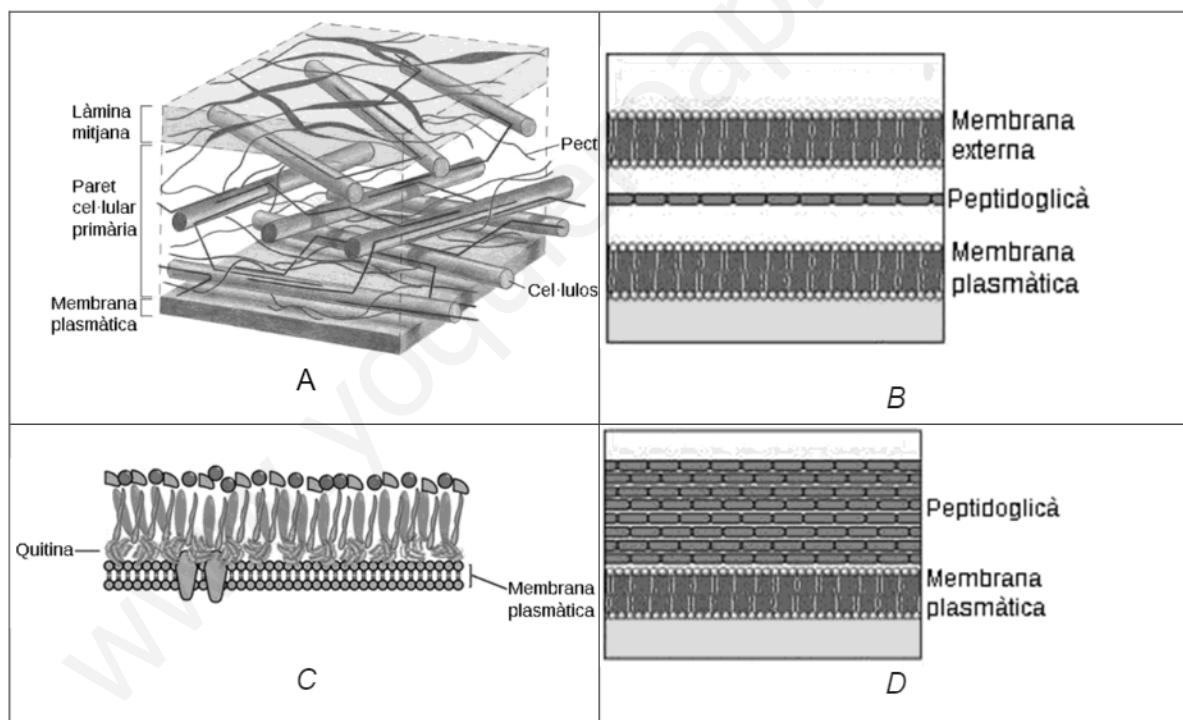 Làmina
mitjana
Paret
cel·lular
primària
Membrana
plasmàtica
Pect
Cel·lulos
A
Membrana
externa
Peptidoglicà
Membrana
plasmàtica
B
Quitina
Membrana
plasmàtica
C
Peptidoglicà
Membrana
plasmàtica
D